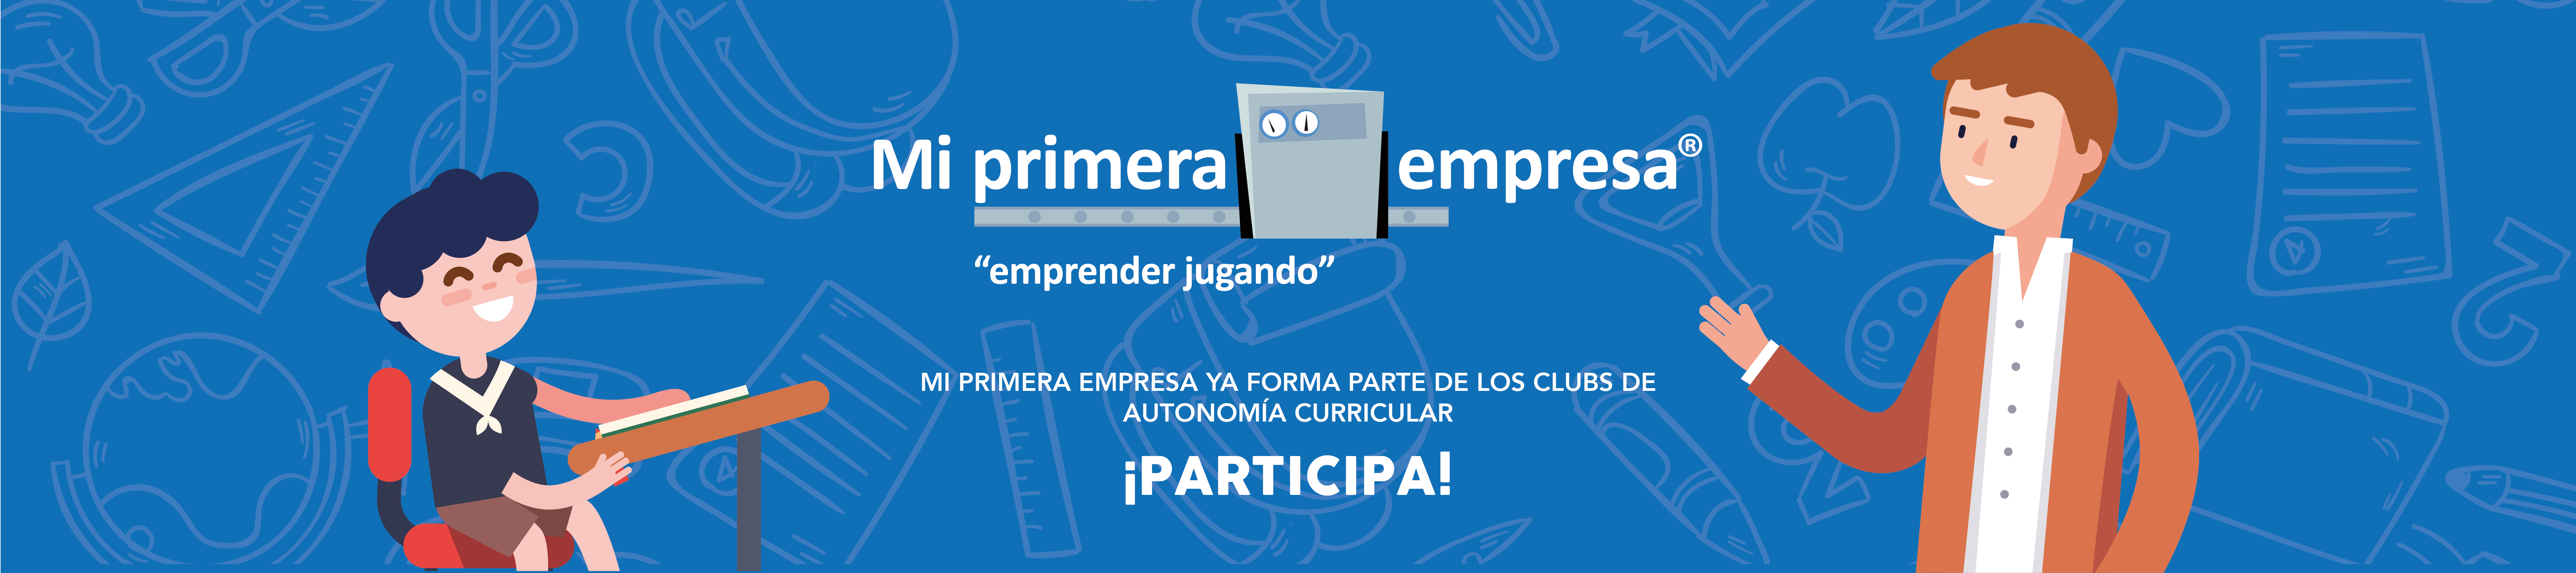 Mi primera empresa®
“emprender jugando”
MI PRIMERA EMPRESA YA FORMA PARTE DE LOS CLUBS DE
AUTONOMÍA CURRICULAR
¡PARTICIPA!